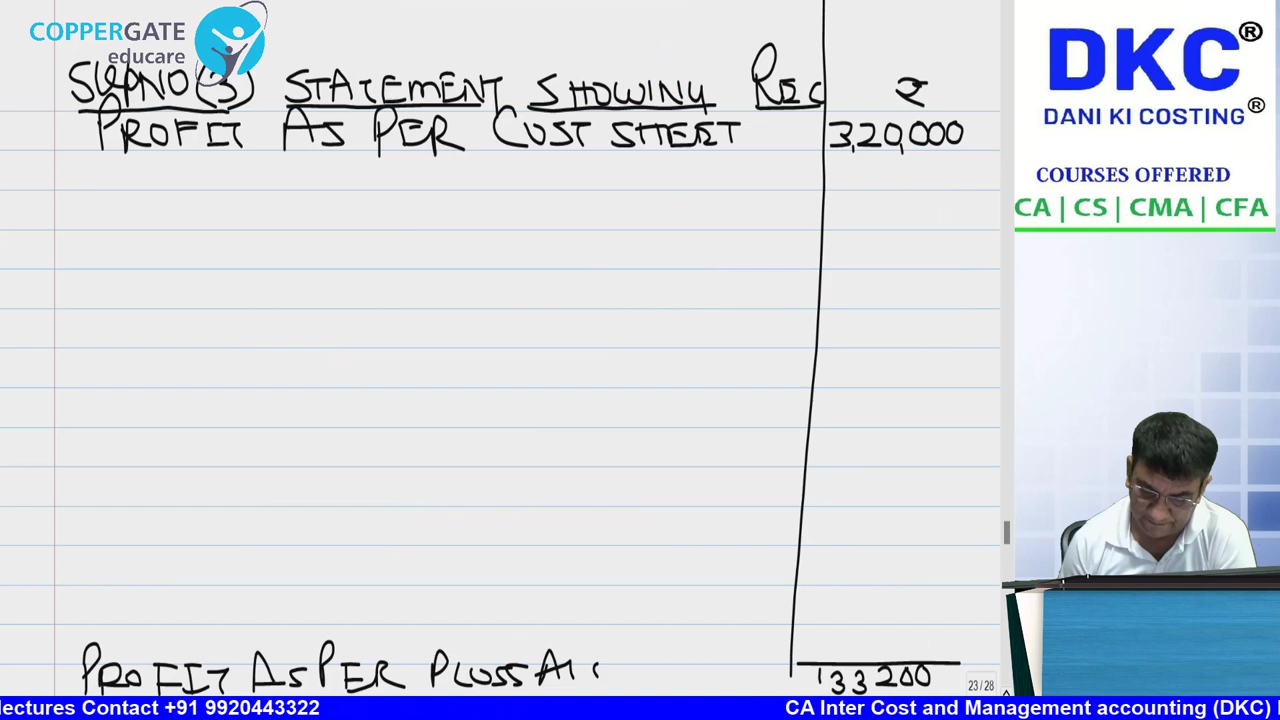 COPPERGATE
educare
STEPNO(3) STATEMENT SHOWING REC ₹
PROFIT AS PER COST SHEET 3,20,000
PROFIT AS PER PLOSS A/c 133200
23 / 28
DKC®
DANI KI COSTING®
COURSES OFFERED
CA | CS | CMA | CFA
lectures Contact +91 9920443322
CA Inter Cost and Management accounting (DKC)